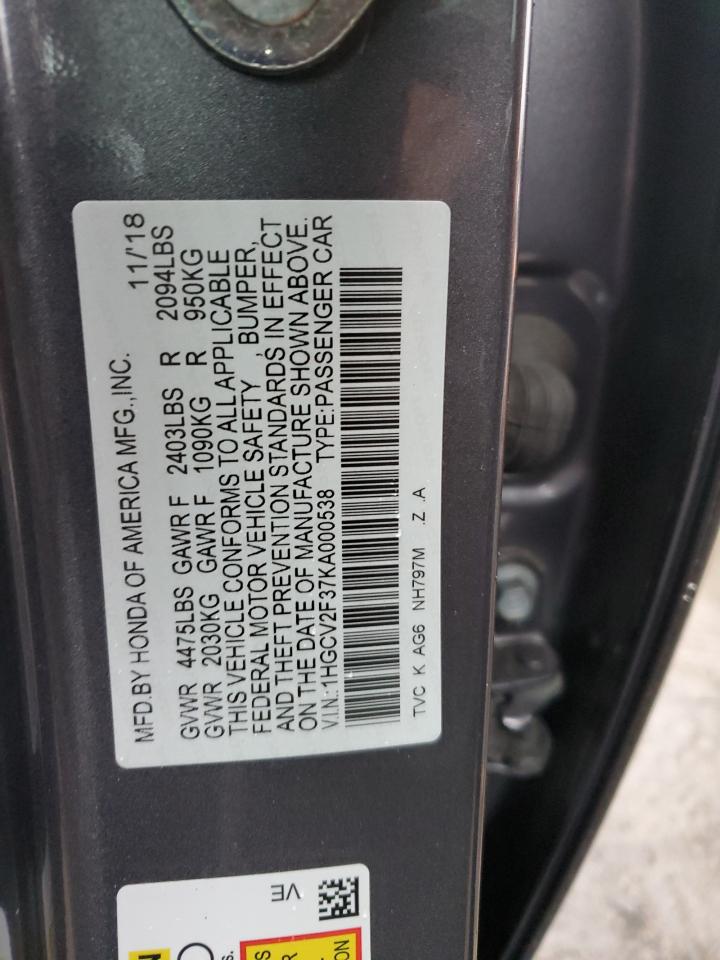 MFD.BY HONDA OF AMERICA MFG.,INC. 11/'18
GVWR 4475LBS GAWR F 2403LBS R 2094LBS
GVWR 2030KG GAWR F 1090KG R 950KG
THIS VEHICLE CONFORMS TO ALL APPLICABLE
FEDERAL MOTOR VEHICLE SAFETY , BUMPER,
AND THEFT PREVENTION STANDARDS IN EFFECT
ON THE DATE OF MANUFACTURE SHOWN ABOVE.
V.I.N.: 1HGCV2F37KA000538 TYPE:PASSENGER CAR
TVC K AG6 NH797M .Z .A